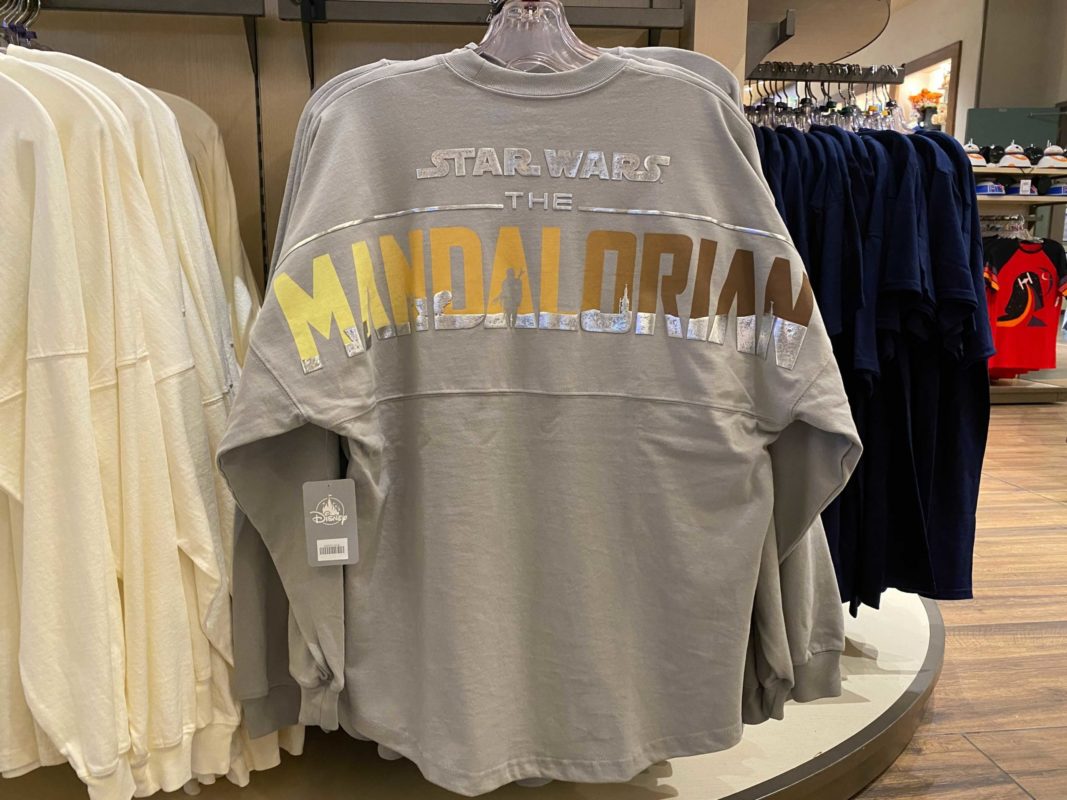 STAR WARS
THE
MANDALORIAN
Disney